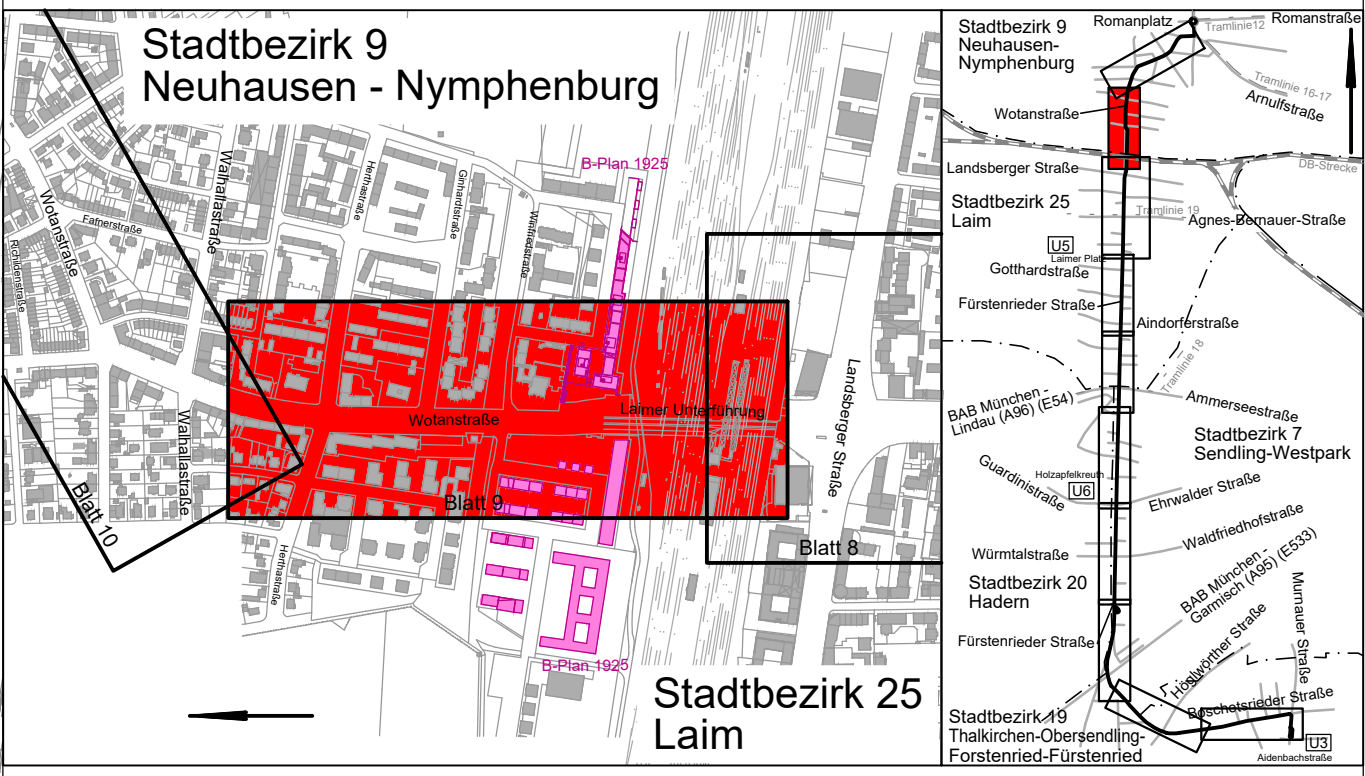 Stadtbezirk 9
Neuhausen - Nymphenburg
B-Plan 1925
Walhallastraße
Herthastraße
Wotanstraße
Fafnerstraße
Richildenstraße
Winfriedstraße
Wotanstraße
Laimer Unterführung
Landsberger Straße
Walhallastraße
Blatt 10
Blatt 9
Blatt 8
Herthastraße
B-Plan 1925
Stadtbezirk 25
Laim
Stadtbezirk 9
Neuhausen-
Nymphenburg
Romanplatz
Romanstraße
Tramlinie12
Tramlinie 16-17
Arnulfstraße
Wotanstraße
Landsberger Straße
DB-Strecke
Stadtbezirk 25
Laim
Tramlinie 19
Agnes-Bernauer-Straße
U5
Laimer Platz
Gotthardstraße
Fürstenrieder Straße
Aindorferstraße
Tramlinie 18
BAB München -
Lindau (A96) (E54)
Ammerseestraße
Stadtbezirk 7
Sendling-Westpark
Guardinistraße
Holzapfelkreuth
U6
Ehrwalder Straße
Waldfriedhofstraße
Würmtalstraße
BAB München -
Garmisch (A95) (E533)
Stadtbezirk 20
Hadern
Murnauer Straße
Fürstenrieder Straße
Höglwörther Straße
Boschetsrieder Straße
Stadtbezirk 19
Thalkirchen-Obersendling-
Forstenried-Fürstenried
U3
Aidenbachstraße